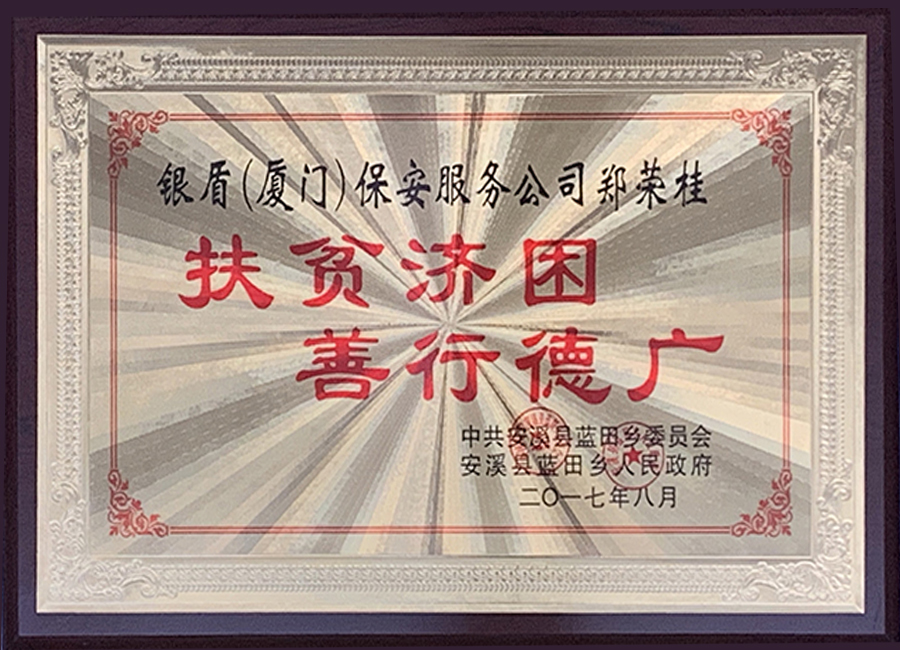 银盾(厦门)保安服务公司郑荣桂
扶贫济困
善行德广
中共安溪县蓝田乡委员会
安溪县蓝田乡人民政府
二〇一七年八月